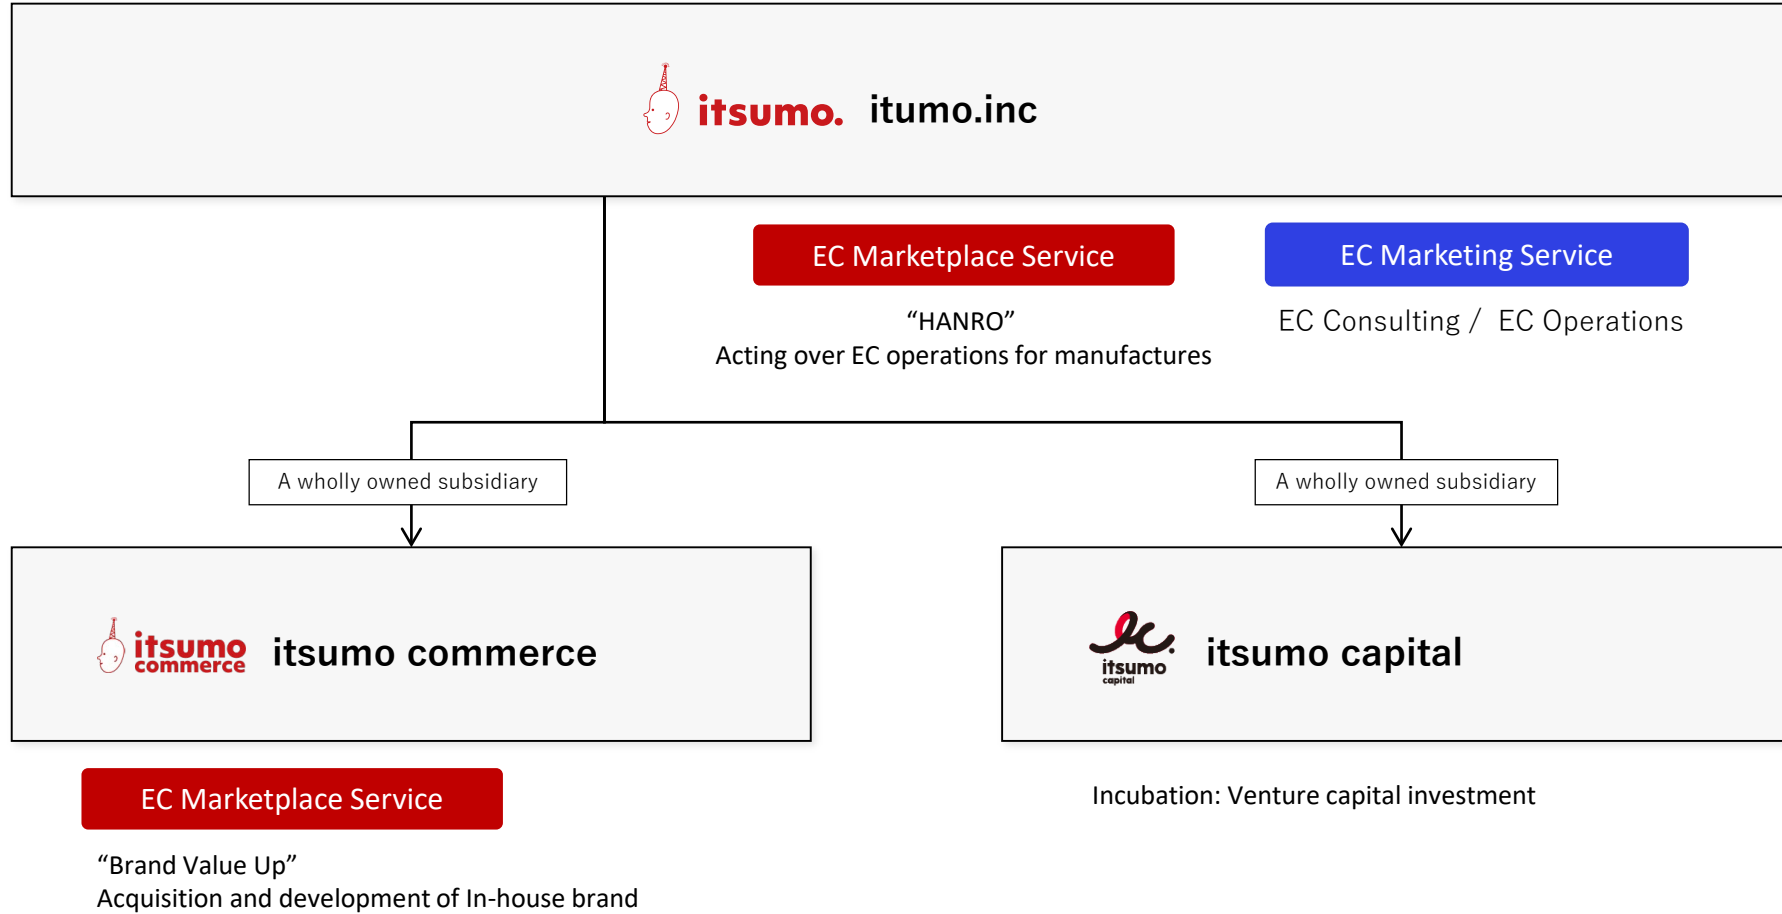 itsumo. itumo.inc
EC Marketplace Service
EC Marketing Service
“HANRO”
Acting over EC operations for manufactures
EC Consulting / EC Operations
A wholly owned subsidiary
A wholly owned subsidiary
itsumo
commerce
itsumo commerce
itsumo
capital
itsumo capital
EC Marketplace Service
“Brand Value Up”
Acquisition and development of In-house brand
Incubation: Venture capital investment